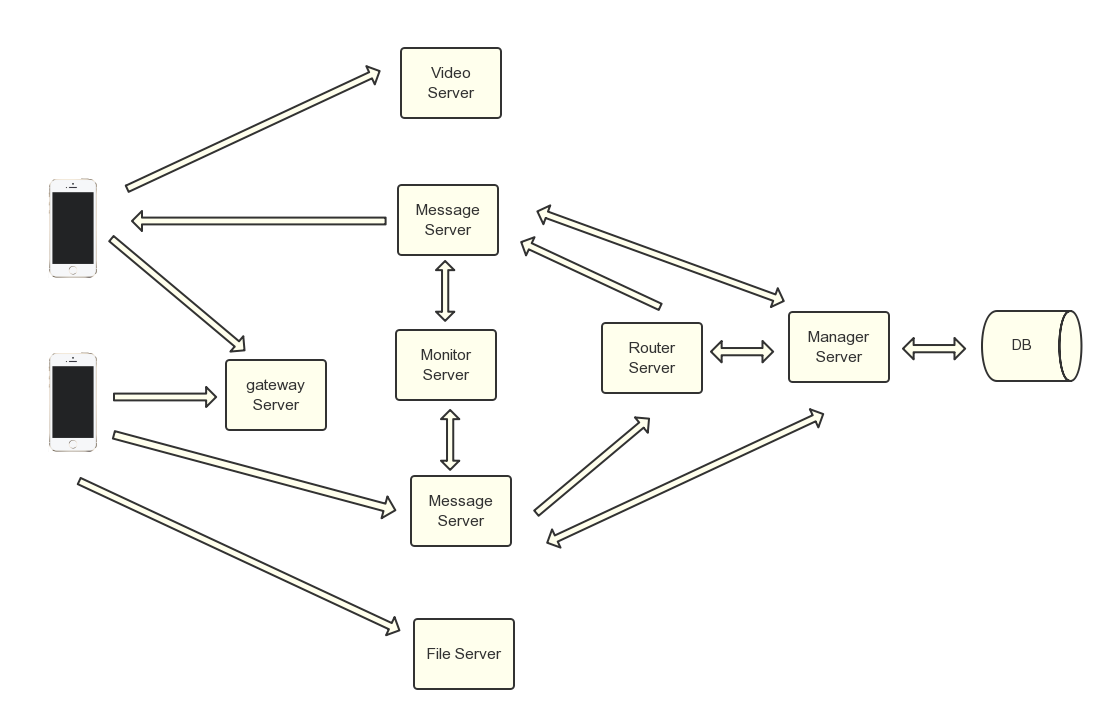 Video
Server
Message
Server
Monitor
Server
Router
Server
Manager
Server
DB
gateway
Server
Message
Server
File Server